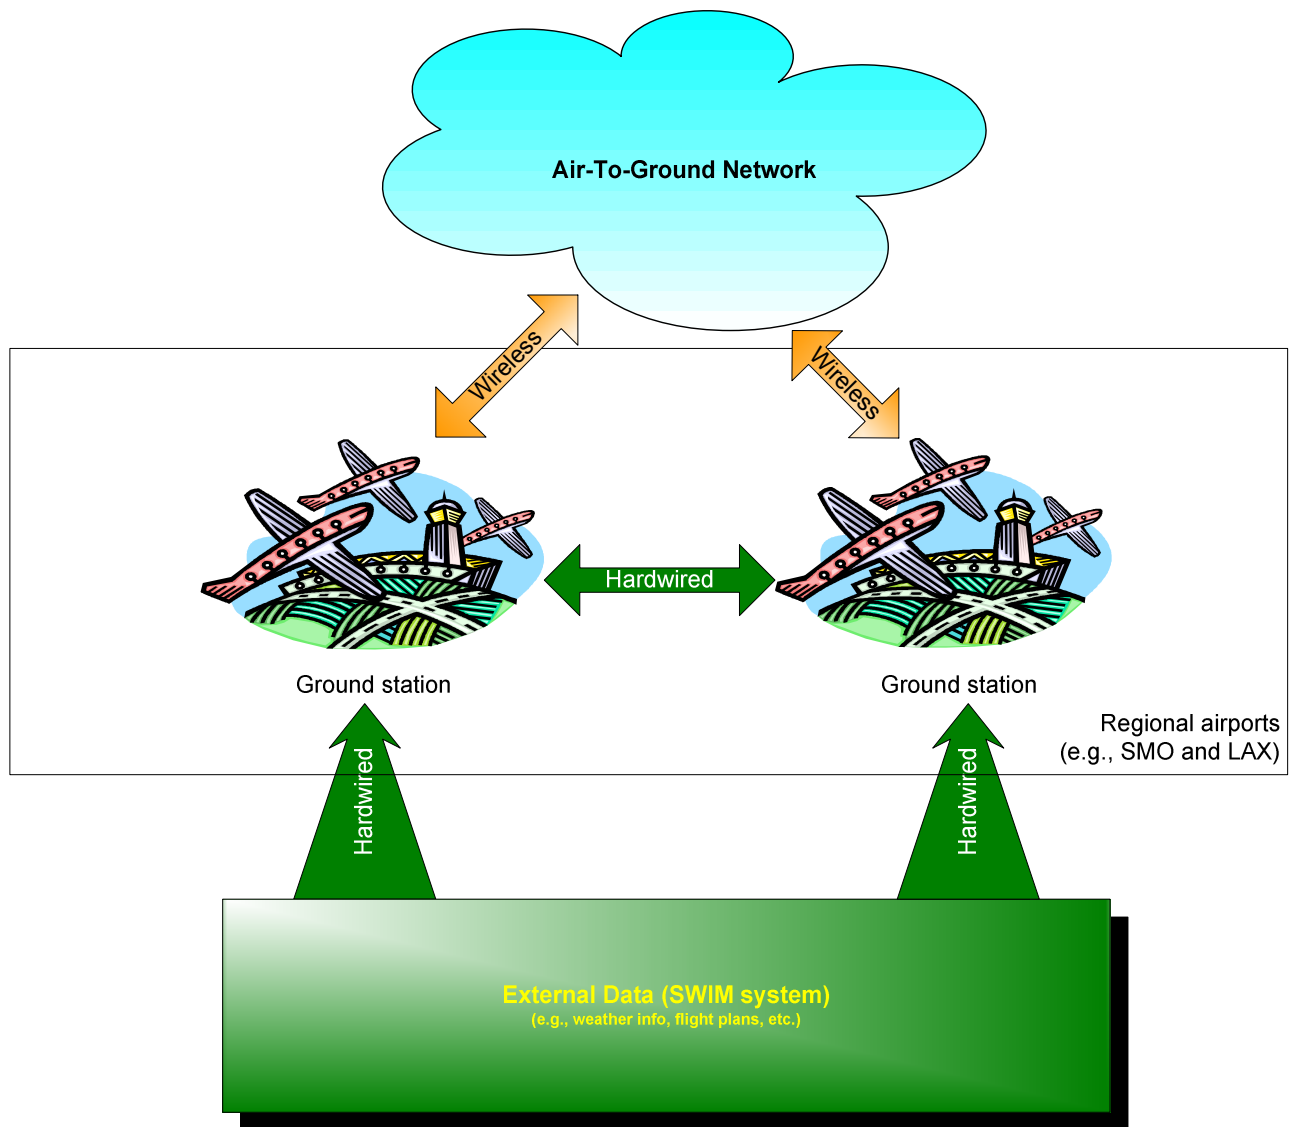 Air-To-Ground Network
Wireless
Wireless
Hardwired
Ground station
Ground station
Regional airports
(e.g., SMO and LAX)
Hardwired
Hardwired
External Data (SWIM system)
(e.g., weather info, flight plans, etc.)